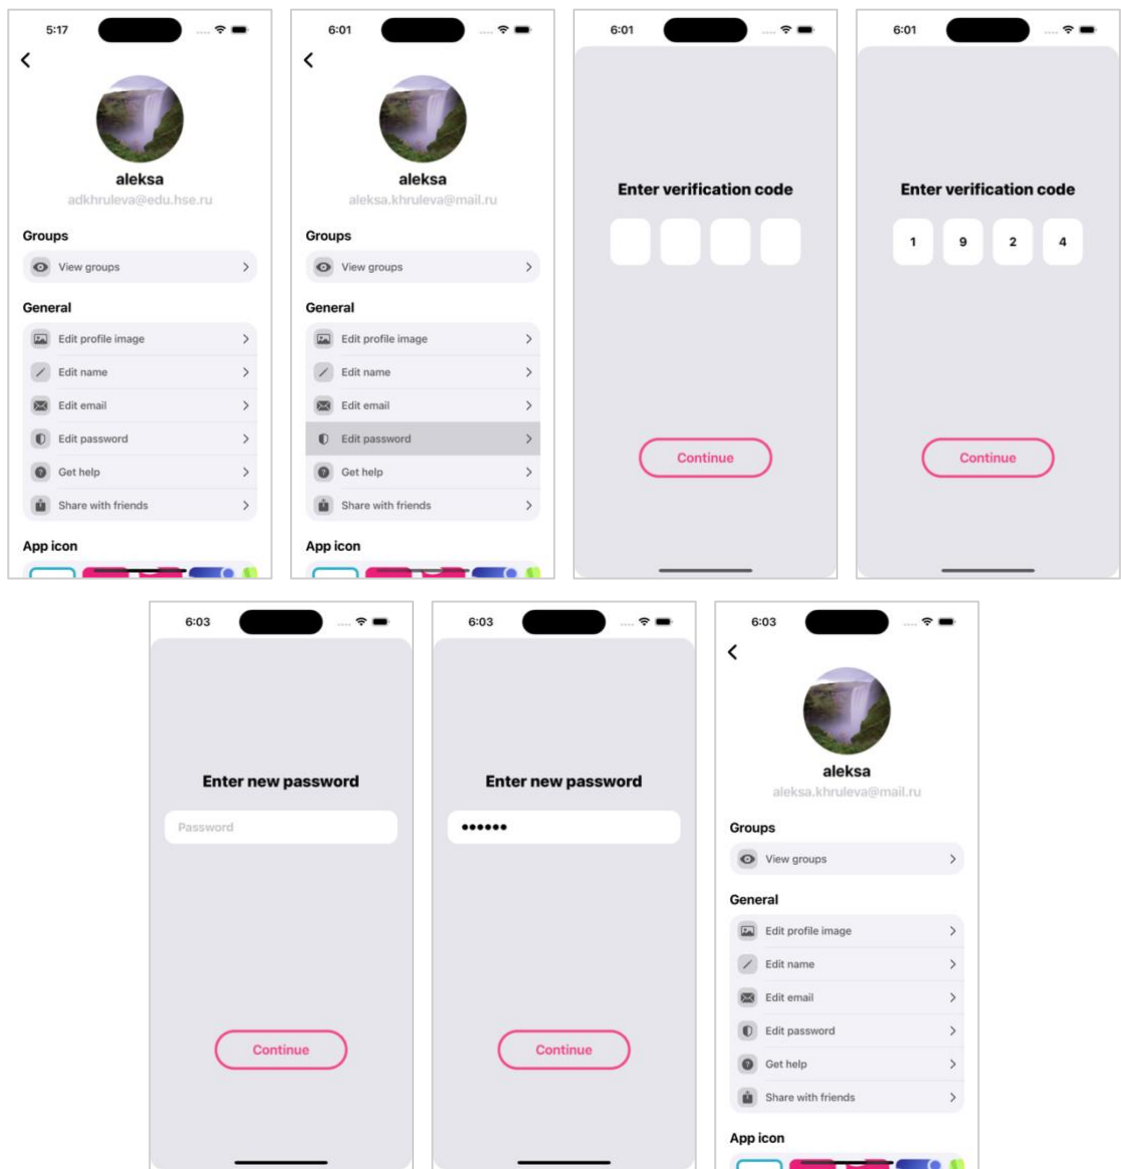 5:17
aleksa
adkhruleva@edu.hse.ru
Groups
View groups
General
Edit profile image
Edit name
Edit email
Edit password
Get help
Share with friends
App icon
6:01
aleksa
aleksa.khruleva@mail.ru
Groups
View groups
General
Edit profile image
Edit name
Edit email
Edit password
Get help
Share with friends
App icon
6:01
Enter verification code
Continue
6:01
Enter verification code
1 9 2 4
Continue
6:03
Enter new password
Password
Continue
6:03
Enter new password
••••••
Continue
6:03
aleksa
aleksa.khruleva@mail.ru
Groups
View groups
General
Edit profile image
Edit name
Edit email
Edit password
Get help
Share with friends
App icon